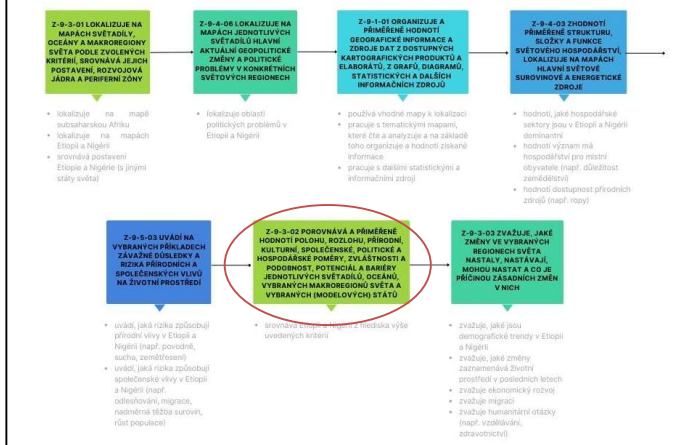 Z-9-3-01 LOKALIZUJE NA
MAPÁCH SVĚTADÍLY,
OCEÁNY A MAKROREGIONY
SVĚTA PODLE ZVOLENÝCH
KRITÉRIÍ, SROVNÁVÁ JEJICH
POSTAVENÍ, ROZVOJOVÁ
JÁDRA A PERIFERNÍ ZÓNY
• lokalizuje na mapě
subsaharskou Afriku
• lokalizuje na mapách
Etiopii a Nigérii
• srovnává postavení
Etiopie a Nigérie (s jinými
státy světa)
Z-9-4-06 LOKALIZUJE NA
MAPÁCH JEDNOTLIVÝCH
SVĚTADÍLŮ HLAVNÍ
AKTUÁLNÍ GEOPOLITICKÉ
ZMĚNY A POLITICKÉ
PROBLÉMY V KONKRÉTNÍCH
SVĚTOVÝCH REGIONECH
• lokalizuje oblasti
politických problémů v
Etiopii a Nigérii
Z-9-1-01 ORGANIZUJE A
PŘIMĚŘENĚ HODNOTÍ
GEOGRAFICKÉ INFORMACE A
ZDROJE DAT Z DOSTUPNÝCH
KARTOGRAFICKÝCH PRODUKTŮ A
ELABORÁTŮ, Z GRAFŮ, DIAGRAMŮ,
STATISTICKÝCH A DALŠÍCH
INFORMAČNÍCH ZDROJŮ
• používá vhodné mapy k lokalizaci
• pracuje s tematickými mapami,
které čte a analyzuje a na základě
toho organizuje a hodnotí získané
informace
• pracuje s dalšími statistickými a
informačními zdroji
Z-9-4-03 ZHODNOTÍ
PŘIMĚŘENĚ STRUKTURU,
SLOŽKY A FUNKCE
SVĚTOVÉHO HOSPODÁŘSTVÍ,
LOKALIZUJE NA MAPÁCH
HLAVNÍ SVĚTOVÉ
SUROVINOVÉ A ENERGETICKÉ
ZDROJE
• hodnotí, jaké hospodářské
sektory jsou v Etiopii a Nigérii
dominantní
• hodnotí význam má
hospodářství pro místní
obyvatele (např. důležitost
zemědělství)
• hodnotí dostupnost přírodních
zdrojů (např. ropy)
Z-9-5-03 UVÁDÍ NA
VYBRANÝCH PŘÍKLADECH
ZÁVAŽNÉ DŮSLEDKY A
RIZIKA PŘÍRODNÍCH A
SPOLEČENSKÝCH VLIVŮ
NA ŽIVOTNÍ PROSTŘEDÍ
• uvádí, jaká rizika způsobují
přírodní vlivy v Etiopii a
Nigérii (např. povodně,
sucha, zemětřesení)
• uvádí, jaká rizika způsobují
společenské vlivy v Etiopii
a Nigérii (např.
odlesňování, migrace,
nadměrná těžba surovin,
růst populace)
Z-9-3-02 POROVNÁVÁ A PŘIMĚŘENĚ
HODNOTÍ POLOHU, ROZLOHU, PŘÍRODNÍ,
KULTURNÍ, SPOLEČENSKÉ, POLITICKÉ A
HOSPODÁŘSKÉ POMĚRY, ZVLÁŠTNOSTI A
PODOBNOST, POTENCIÁL A BARIÉRY
JEDNOTLIVÝCH SVĚTADÍLŮ, OCEÁNŮ,
VYBRANÝCH MAKROREGIONŮ SVĚTA A
VYBRANÝCH (MODELOVÝCH) STÁTŮ
• srovnává Etiopii a Nigérii z hlediska výše
uvedených kritérií
Z-9-3-03 ZVAŽUJE, JAKÉ
ZMĚNY VE VYBRANÝCH
REGIONECH SVĚTA
NASTALY, NASTÁVAJÍ,
MOHOU NASTAT A CO JE
PŘÍČINOU ZÁSADNÍCH ZMĚN
V NICH
• zvažuje, jaké jsou
demografické trendy v Etiopii
a Nigérii
• zvažuje, jaké změny
zaznamenává životní
prostředí v posledních letech
• zvažuje ekonomický rozvoj
• zvažuje migraci
• zvažuje humanitární otázky
(např. vzdělávání,
zdravotnictví)